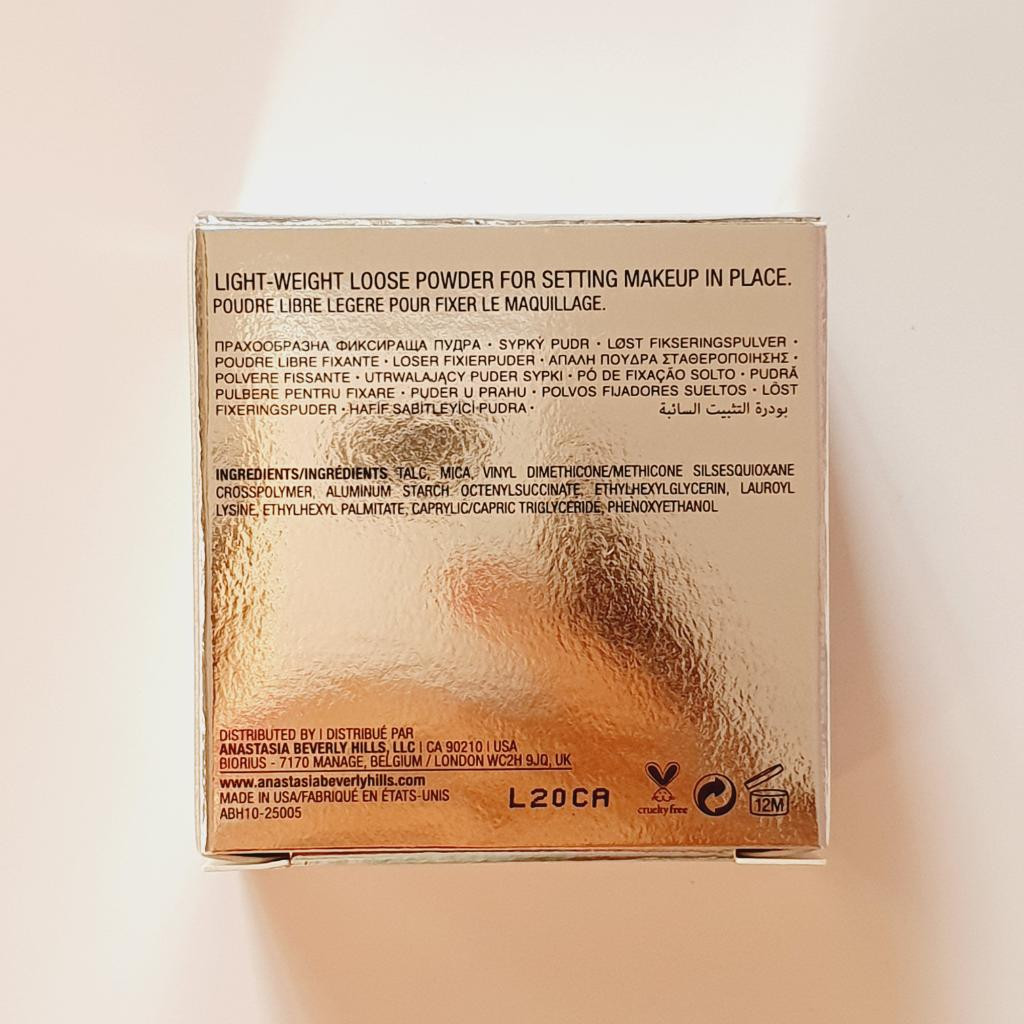 LIGHT-WEIGHT LOOSE POWDER FOR SETTING MAKEUP IN PLACE.
POUDRE LIBRE LEGERE POUR FIXER LE MAQUILLAGE.
ПРАХООБРАЗНА ФИКСИРАЩА ПУДРА • SYPKÝ PUDR • LØST FIKSERINGSPULVER •
POUDRE LIBRE FIXANTE • LOSER FIXIERPUDER • ΑΠΑΛΗ ΠΟΥΔΡΑ ΣΤΑΘΕΡΟΠΟΙΗΣΗΣ •
POLVERE FISSANTE • UTRWALAJĄCY PUDER SYPKI • PÓ DE FIXAÇÃO SOLTO • PUDRĂ
PULBERE PENTRU FIXARE • PUDER U PRAHU • POLVOS FIJADORES SUELTOS • LÖST
FIXERINGSPUDER • HAFİF SABİTLEYİCİ PUDRA • بودرة التثبيت السائبة
INGREDIENTS/INGRÉDIENTS TALC, MICA, VINYL DIMETHICONE/METHICONE SILSESQUIOXANE
CROSSPOLYMER, ALUMINUM STARCH OCTENYLSUCCINATE, ETHYLHEXYLGLYCERIN, LAUROYL
LYSINE, ETHYLHEXYL PALMITATE, CAPRYLIC/CAPRIC TRIGLYCERIDE, PHENOXYETHANOL
DISTRIBUTED BY | DISTRIBUÉ PAR
ANASTASIA BEVERLY HILLS, LLC | CA 90210 | USA
BIORIUS - 7170 MANAGE, BELGIUM / LONDON WC2H 9JQ, UK
www.anastasiabeverlyhills.com
MADE IN USA/FABRIQUÉ EN ÉTATS-UNIS
ABH10-25005
L20CA
crueltyfree
12M